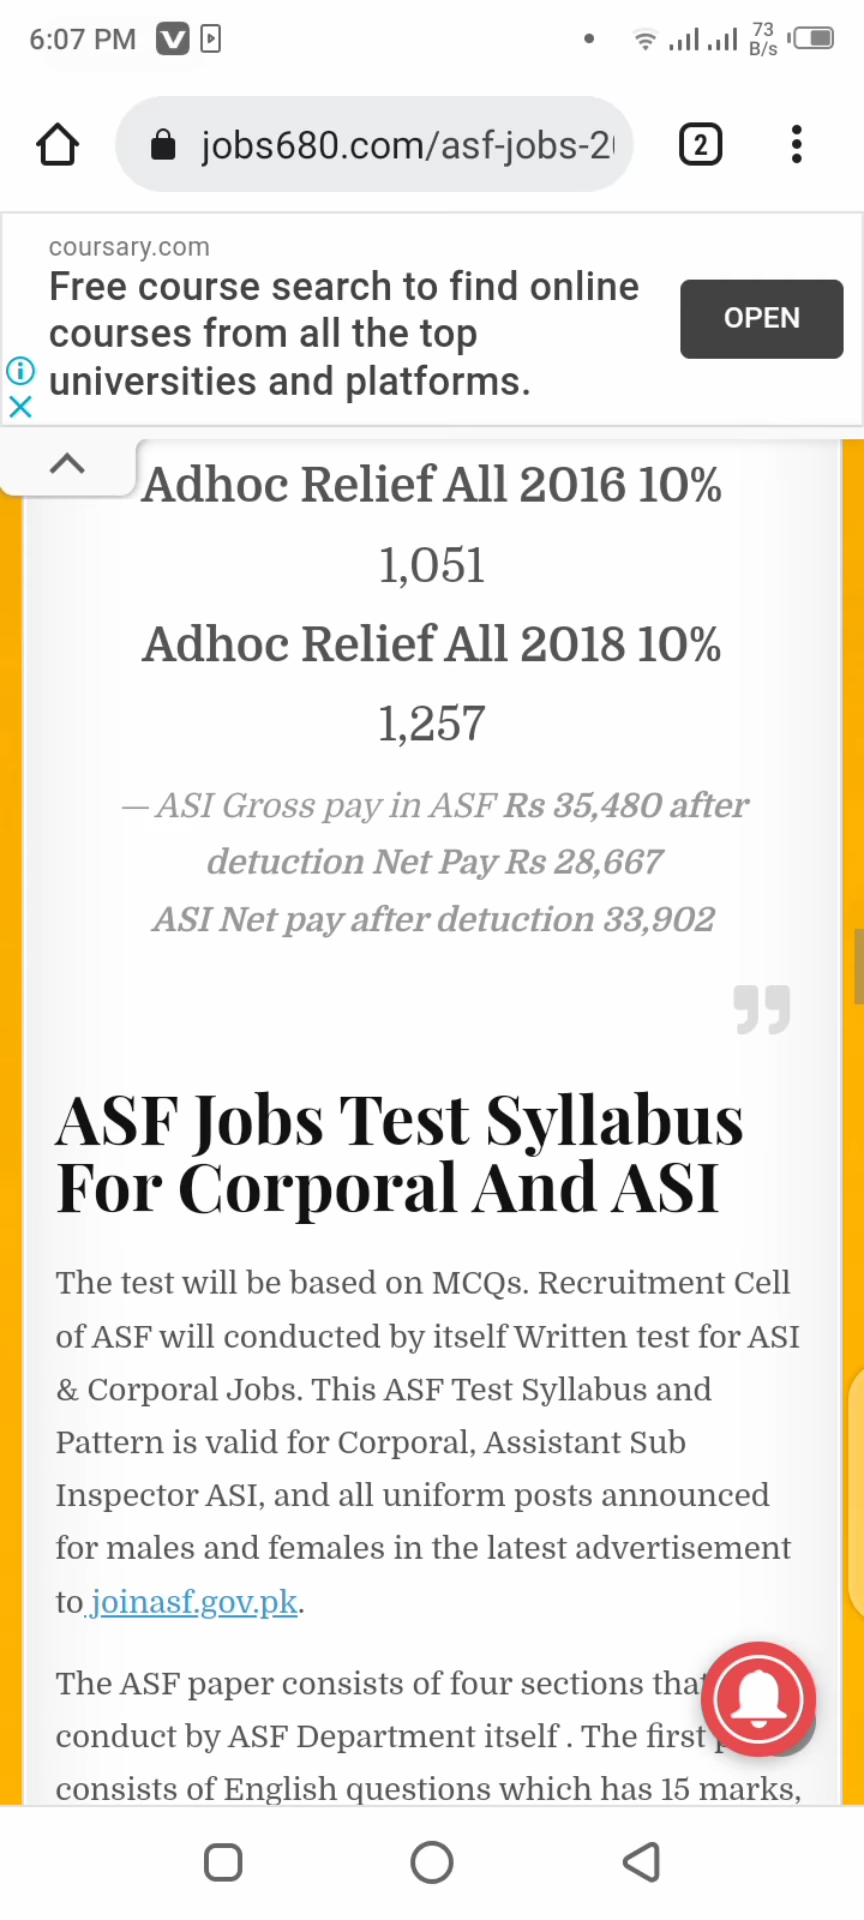 6:07 PM
73
B/s
jobs680.com/asf-jobs-2
2
coursary.com
Free course search to find online
courses from all the top
universities and platforms.
OPEN
Adhoc Relief All 2016 10%
1,051
Adhoc Relief All 2018 10%
1,257
— ASI Gross pay in ASF Rs 35,480 after
detuction Net Pay Rs 28,667
ASI Net pay after detuction 33,902
”
ASF Jobs Test Syllabus
For Corporal And ASI
The test will be based on MCQs. Recruitment Cell
of ASF will conducted by itself Written test for ASI
& Corporal Jobs. This ASF Test Syllabus and
Pattern is valid for Corporal, Assistant Sub
Inspector ASI, and all uniform posts announced
for males and females in the latest advertisement
to joinasf.gov.pk.
The ASF paper consists of four sections that
conduct by ASF Department itself . The first
consists of English questions which has 15 marks,